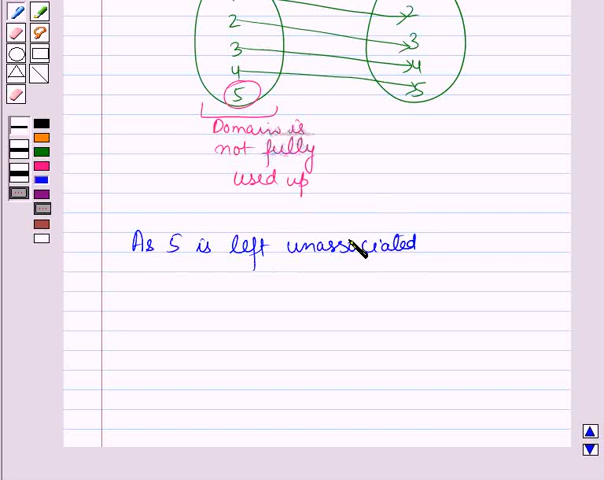 2 2
3 3
4 4
5 5
Domain is
not fully
used up
As 5 is left unassociated